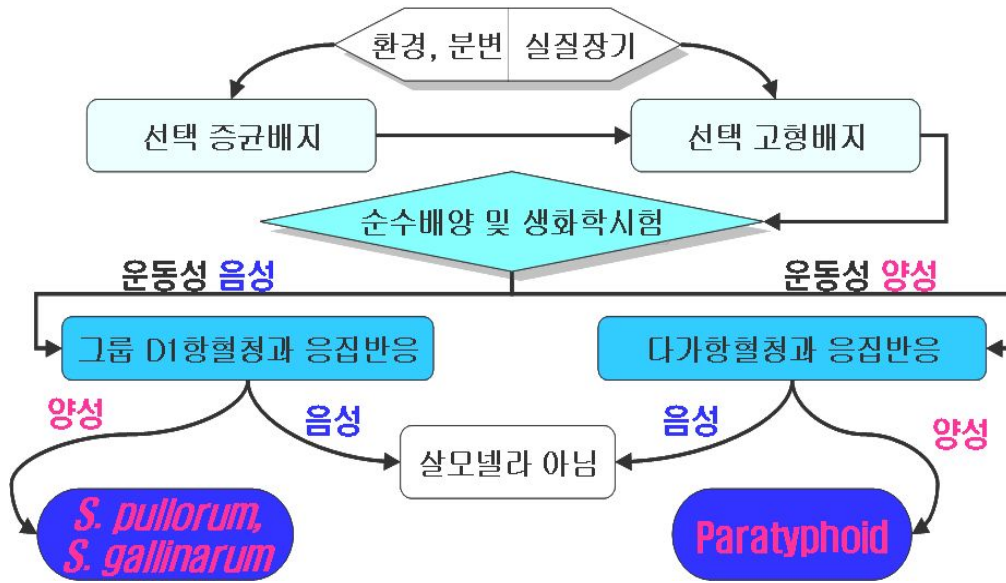 환경, 분변 실질장기
선택 증균배지
선택 고형배지
순수배양 및 생화학시험
운동성 음성
운동성 양성
그룹 D1항혈청과 응집반응
다가항혈청과 응집반응
양성
음성
음성
양성
살모넬라 아님
S. pullorum,
S. gallinarum
Paratyphoid